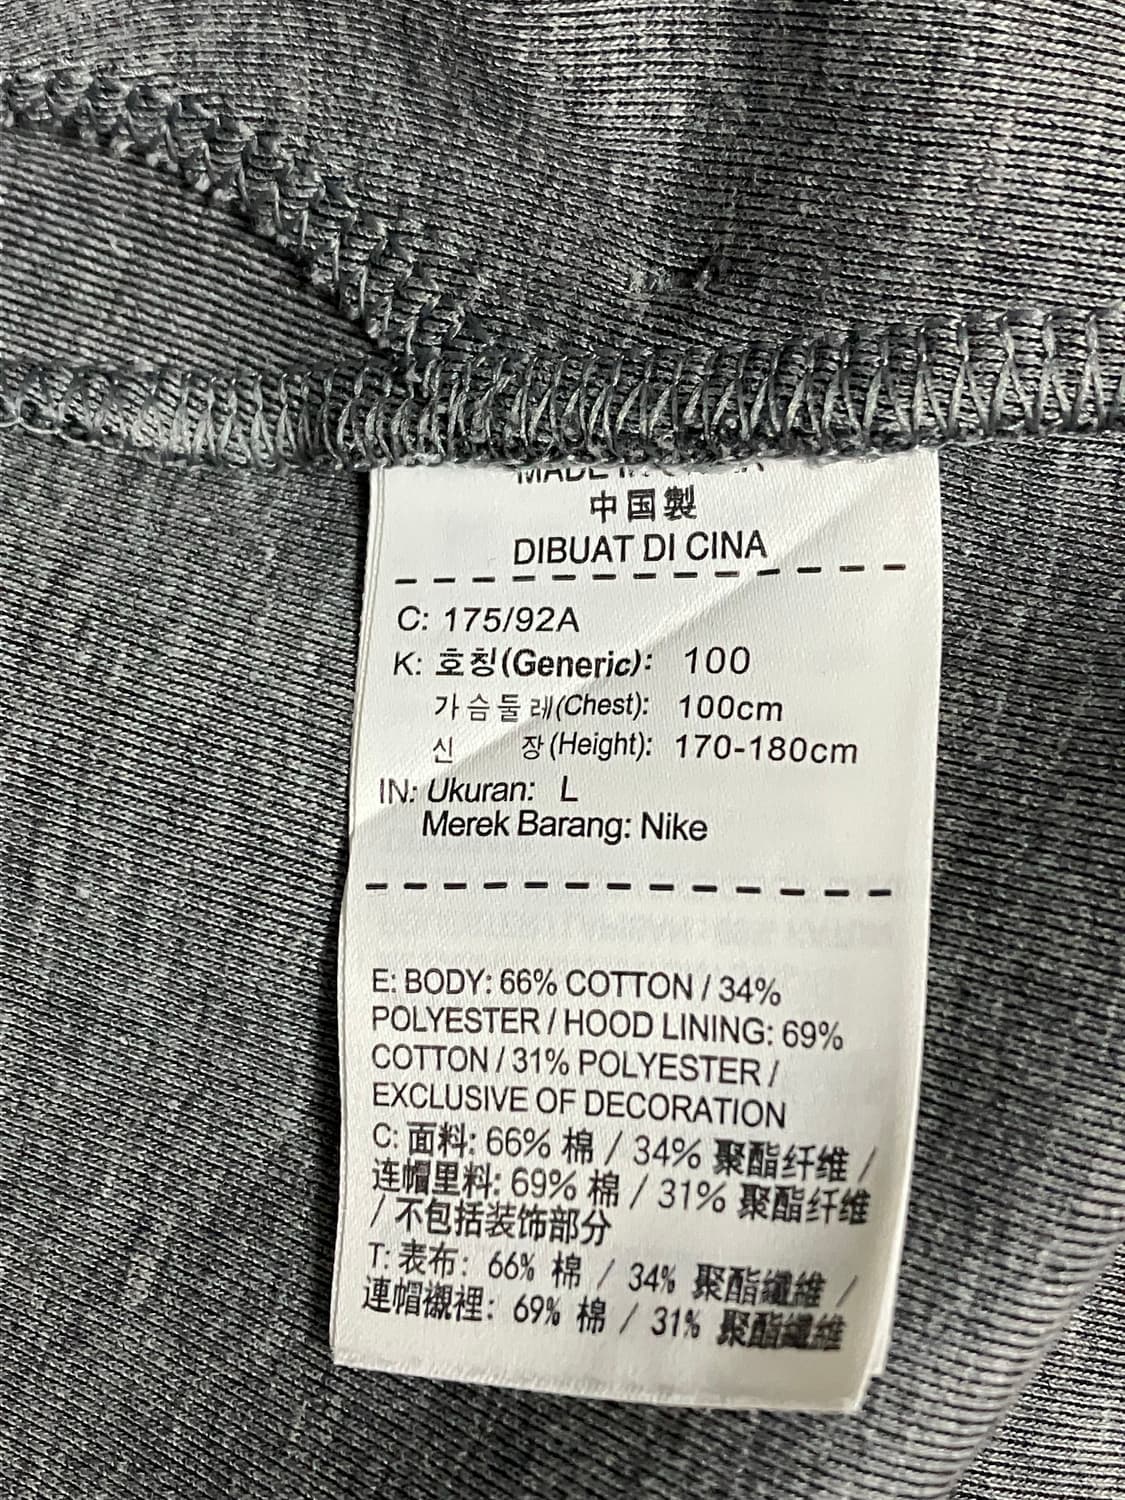 MADE IN CHINA
中国製
DIBUAT DI CINA
C: 175/92A
K: 호칭(Generic): 100
가슴둘레(Chest): 100cm
신 장(Height): 170-180cm
IN: Ukuran: L
Merek Barang: Nike
E: BODY: 66% COTTON / 34%
POLYESTER / HOOD LINING: 69%
COTTON / 31% POLYESTER /
EXCLUSIVE OF DECORATION
C: 面料: 66% 棉 / 34% 聚酯纤维 /
连帽里料: 69% 棉 / 31% 聚酯纤维
/ 不包括装饰部分
T: 表布: 66% 棉 / 34% 聚酯纖維 /
連帽襯裡: 69% 棉 / 31% 聚酯纖維